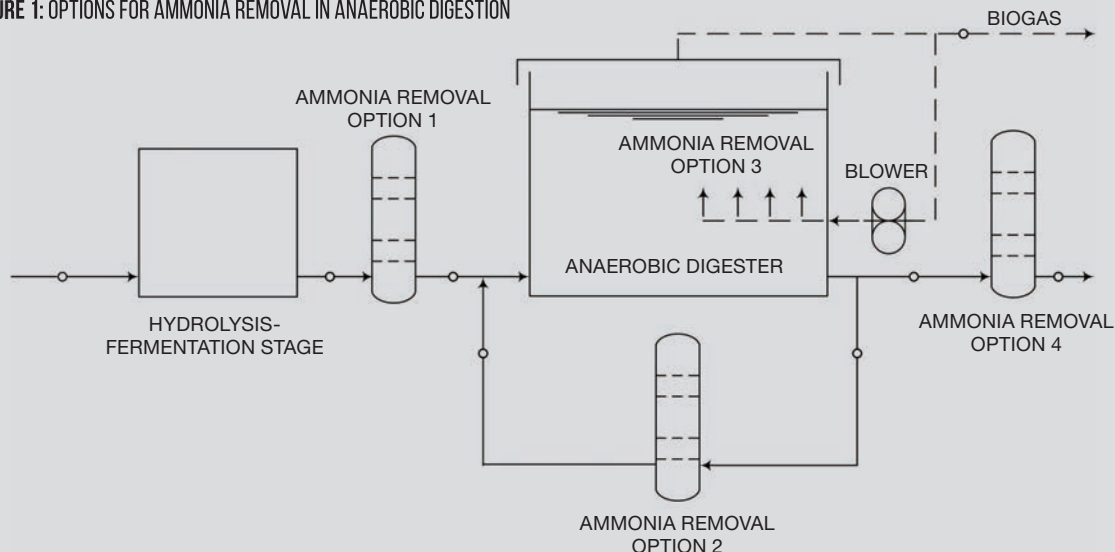 URE 1: OPTIONS FOR AMMONIA REMOVAL IN ANAEROBIC DIGESTION
BIOGAS
AMMONIA REMOVAL
OPTION 1
AMMONIA REMOVAL
OPTION 3
BLOWER
ANAEROBIC DIGESTER
HYDROLYSIS-
FERMENTATION STAGE
AMMONIA REMOVAL
OPTION 4
AMMONIA REMOVAL
OPTION 2